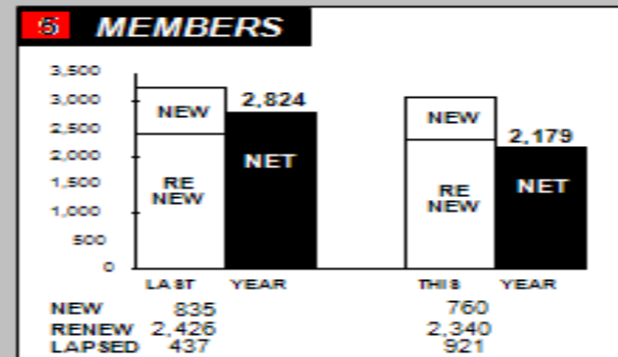 5 MEMBERS
3,500
3,000
2,500
2,000
1,500
1,000
500
0
NEW
RE
NEW
2,824
NET
NEW
RE
NEW
2,179
NET
LAST YEAR THIS YEAR
NEW 835 760
RENEW 2,426 2,340
LAPSED 437 921